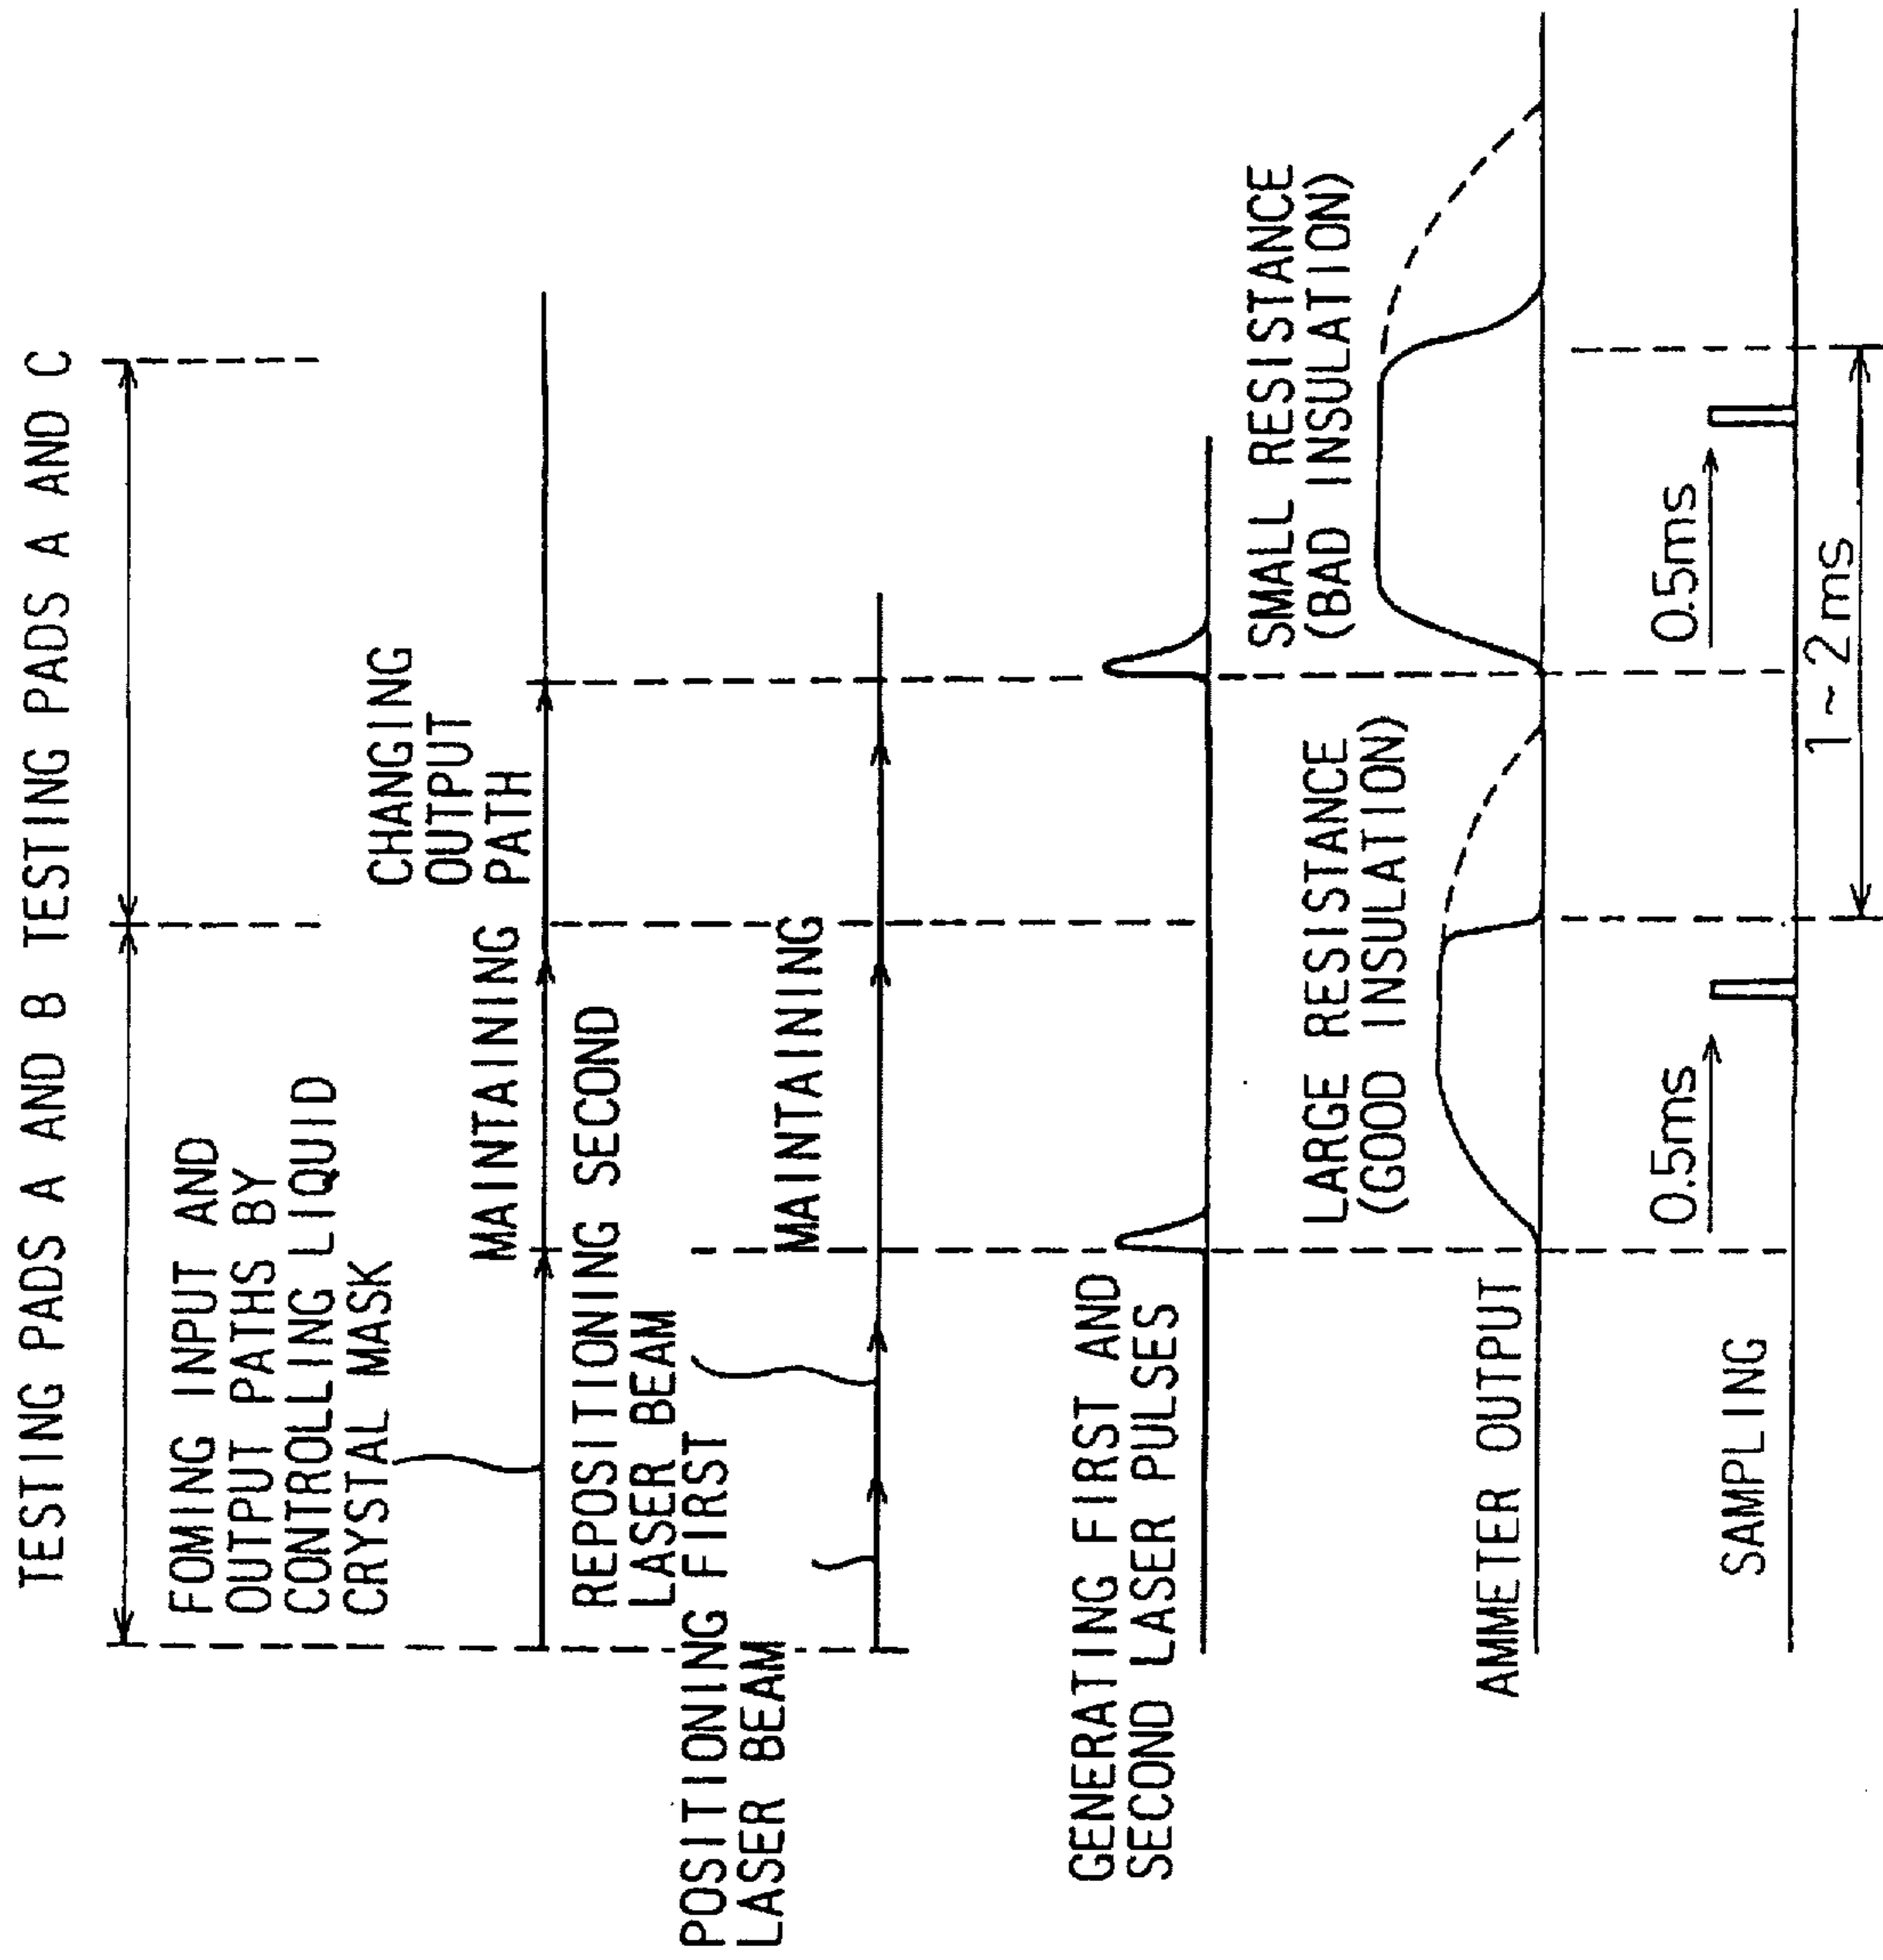 TESTING PADS A AND B TESTING PADS A AND C
FOMING INPUT AND
OUTPUT PATHS BY
CONTROLLING LIQUID
CRYSTAL MASK
MAINTAINING
CHANGING
OUTPUT
PATH
REPOSITIONING SECOND
LASER BEAM
POSITIONING FIRST
LASER BEAM
MAINTAINING
GENERATING FIRST AND
SECOND LASER PULSES
LARGE RESISTANCE
(GOOD INSULATION)
SMALL RESISTANCE
(BAD INSULATION)
AMMETER OUTPUT
0.5ms
0.5ms
SAMPLING
1~2ms